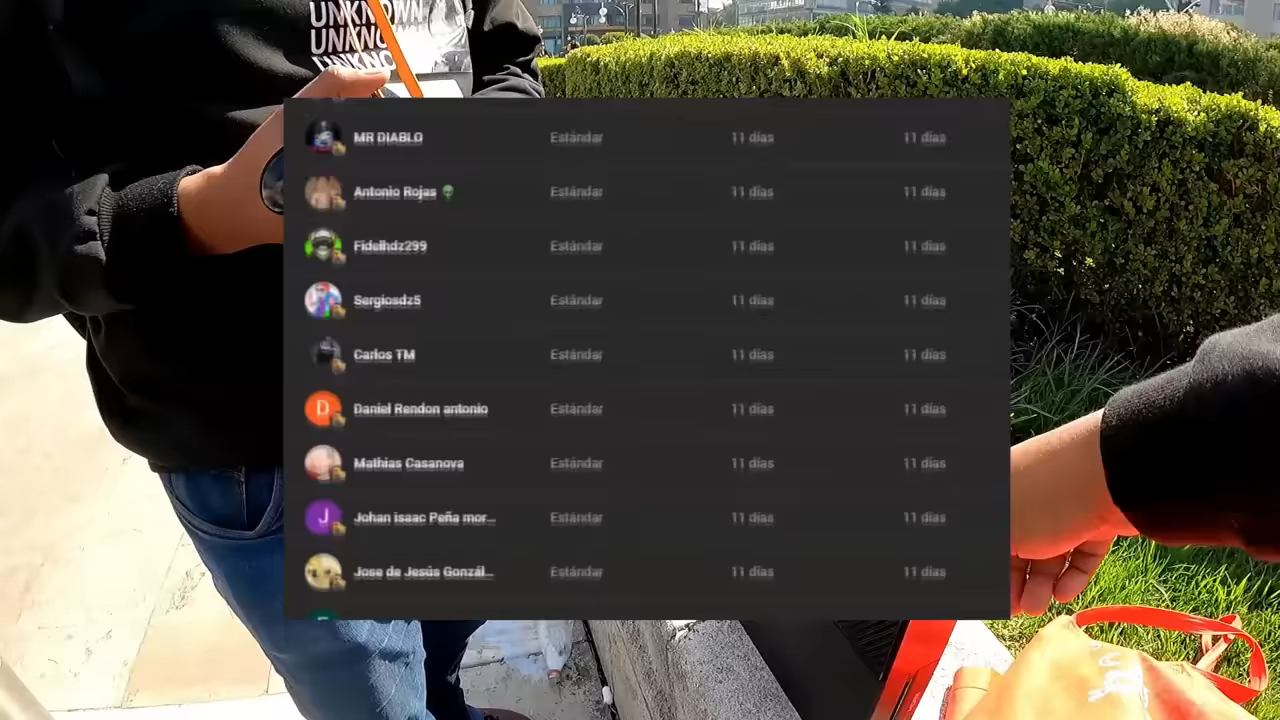 UNKNOWN
UNKNOWN
UNKNO
MR DIABLO Estándar 11 días 11 días
Antonio Rojas Estándar 11 días 11 días
Fidelhdz299 Estándar 11 días 11 días
Sergiosdz5 Estándar 11 días 11 días
Carlos TM Estándar 11 días 11 días
D Daniel Rendon antonio Estándar 11 días 11 días
Mathias Casanova Estándar 11 días 11 días
J Johan isaac Peña mor... Estándar 11 días 11 días
Jose de Jesús Gonzál... Estándar 11 días 11 días